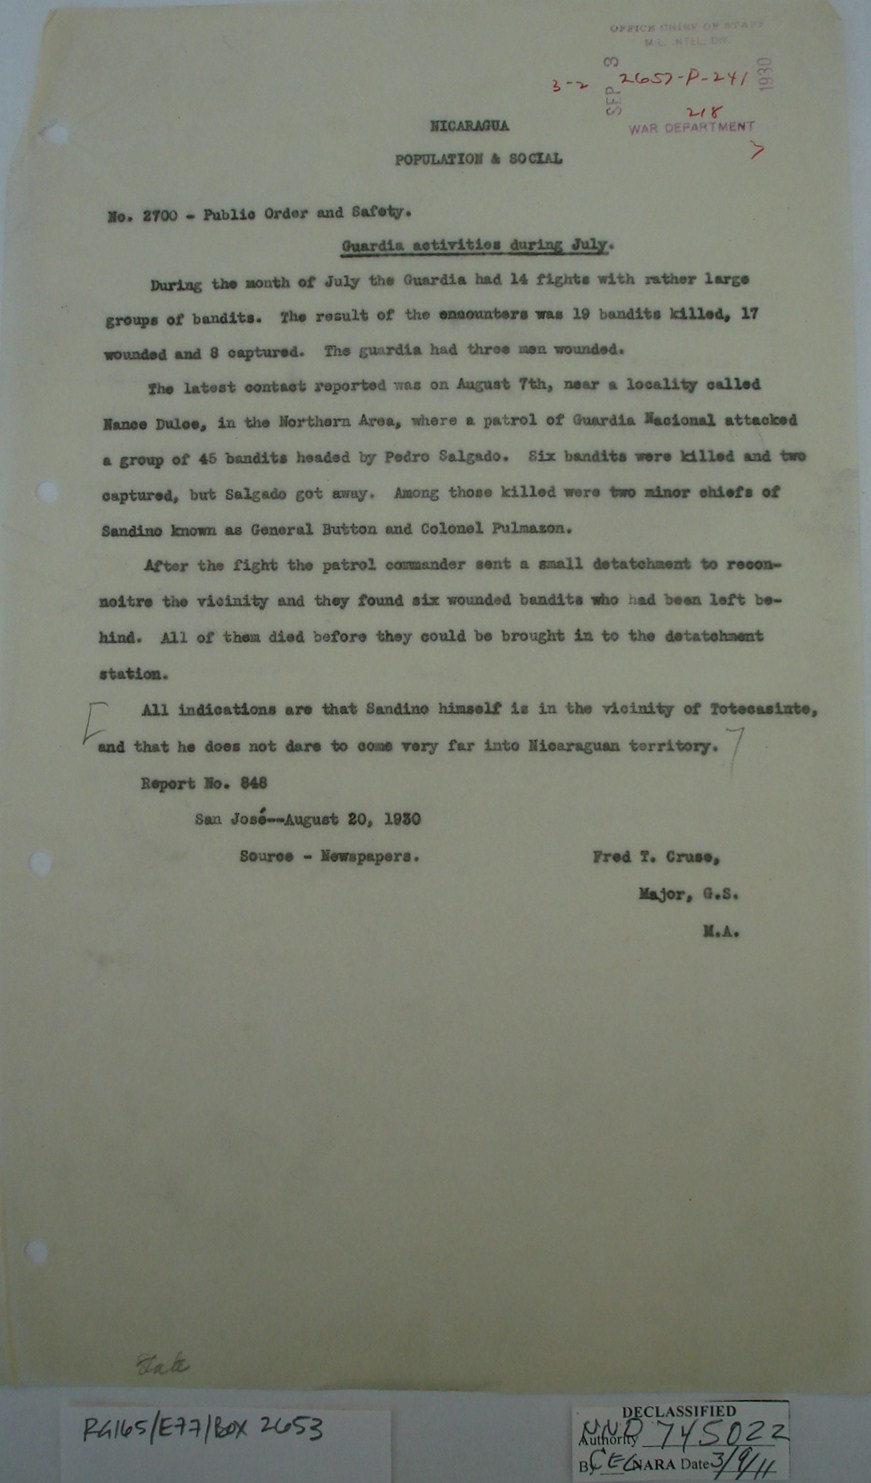 OFFICE CHIEF OF STAFF
MIL. INTEL. DIV.
3-2 2657-P-241
SEP 3 1930
218
WAR DEPARTMENT
NICARAGUA
POPULATION & SOCIAL
No. 2700 - Public Order and Safety.
Guardia activities during July.
During the month of July the Guardia had 14 fights with rather large
groups of bandits. The result of the encounters was 19 bandits killed, 17
wounded and 8 captured. The guardia had three men wounded.
The latest contact reported was on August 7th, near a locality called
Nance Dulce, in the Northern Area, where a patrol of Guardia Nacional attacked
a group of 45 bandits headed by Pedro Salgado. Six bandits were killed and two
captured, but Salgado got away. Among those killed were two minor chiefs of
Sandino known as General Button and Colonel Pulmazon.
After the fight the patrol commander sent a small detatchment to recon-
noitre the vicinity and they found six wounded bandits who had been left be-
hind. All of them died before they could be brought in to the detatchment
station.
[ All indications are that Sandino himself is in the vicinity of Totecasinte,
and that he does not dare to come very far into Nicaraguan territory. ]
Report No. 848
San José--August 20, 1930
Source - Newspapers.
Fred T. Cruse,
Major, G.S.
M.A.
State
RG165/E77/BOX 2653
DECLASSIFIED
Authority NND 745022
By CEG NARA Date 3/9/11